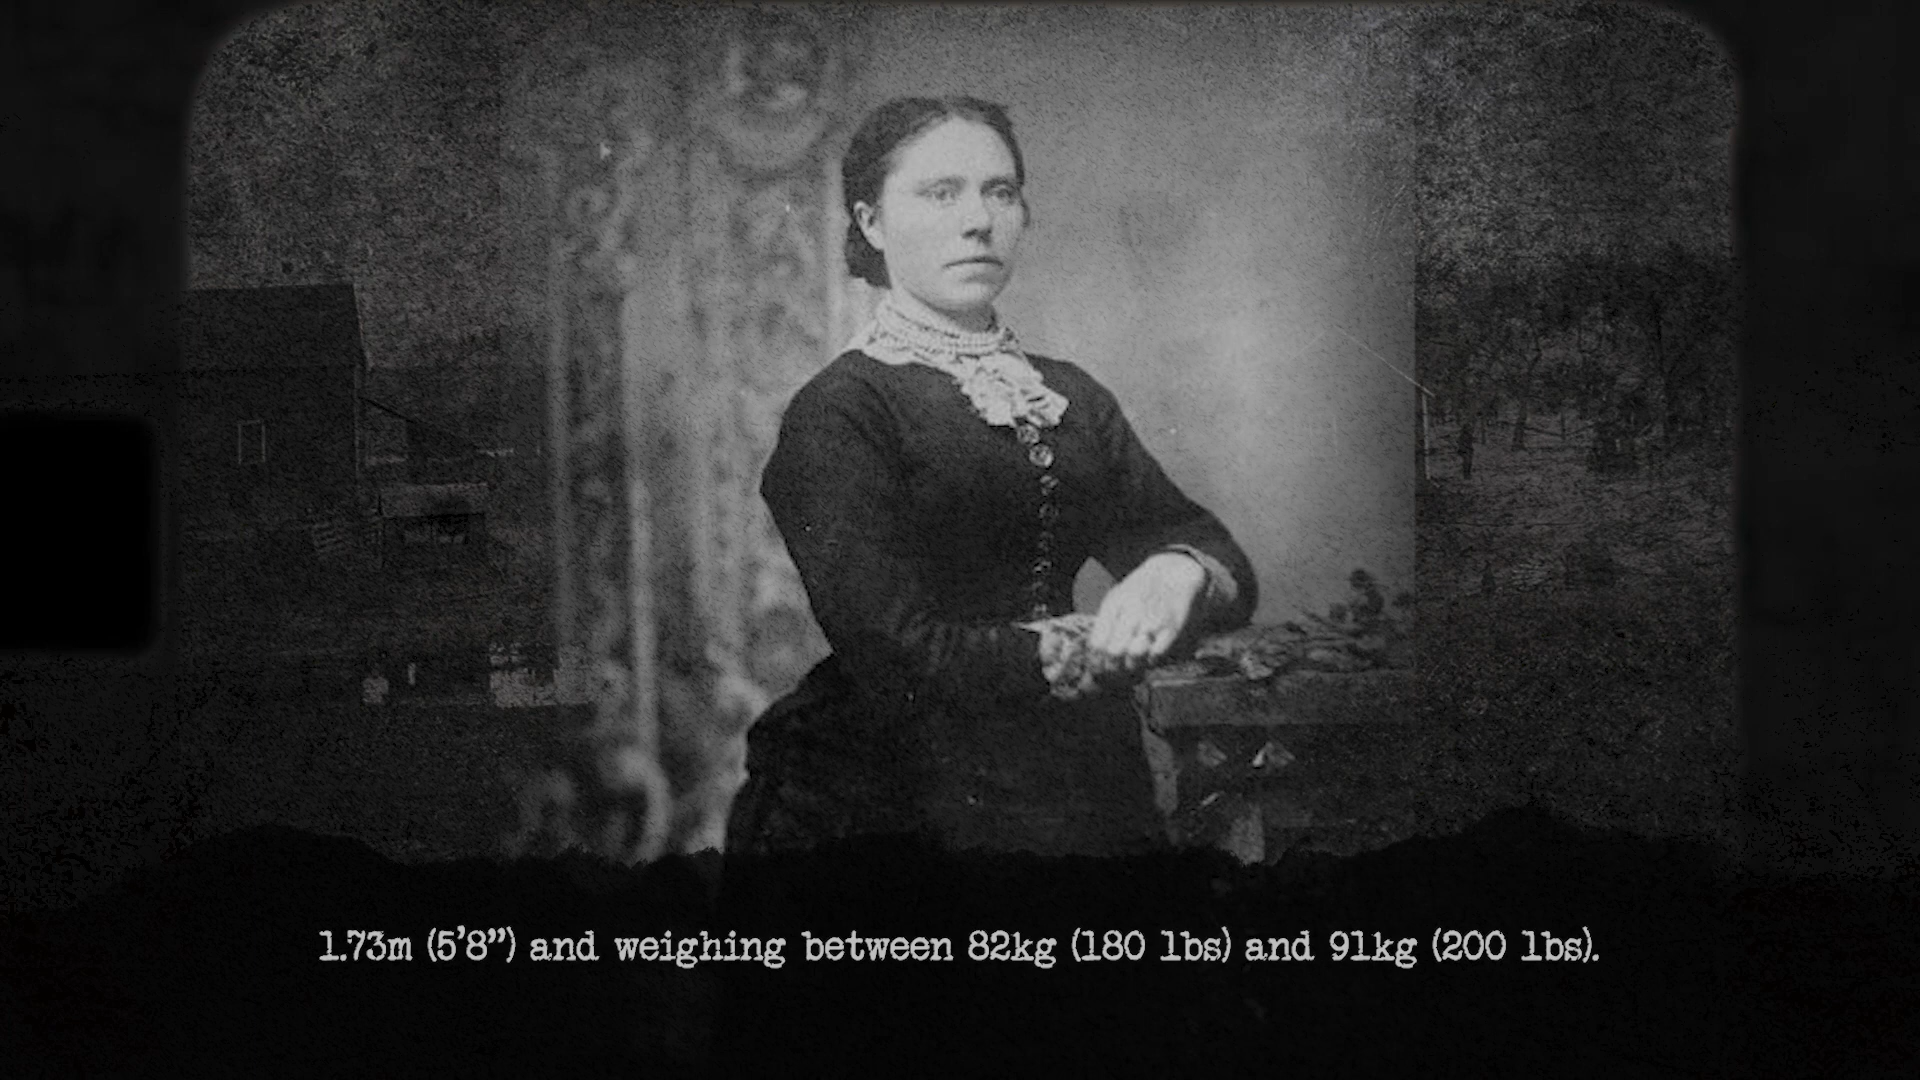 1.73m (5’8”) and weighing between 82kg (180 lbs) and 91kg (200 lbs).